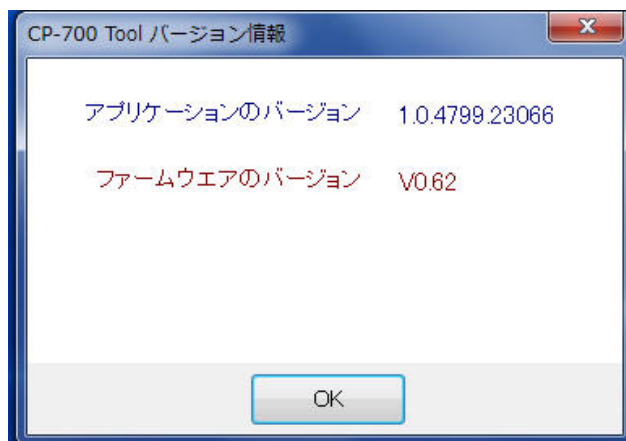 CP-700 Tool バージョン情報
アプリケーションのバージョン 1.0.4799.23066
ファームウエアのバージョン V0.62
OK